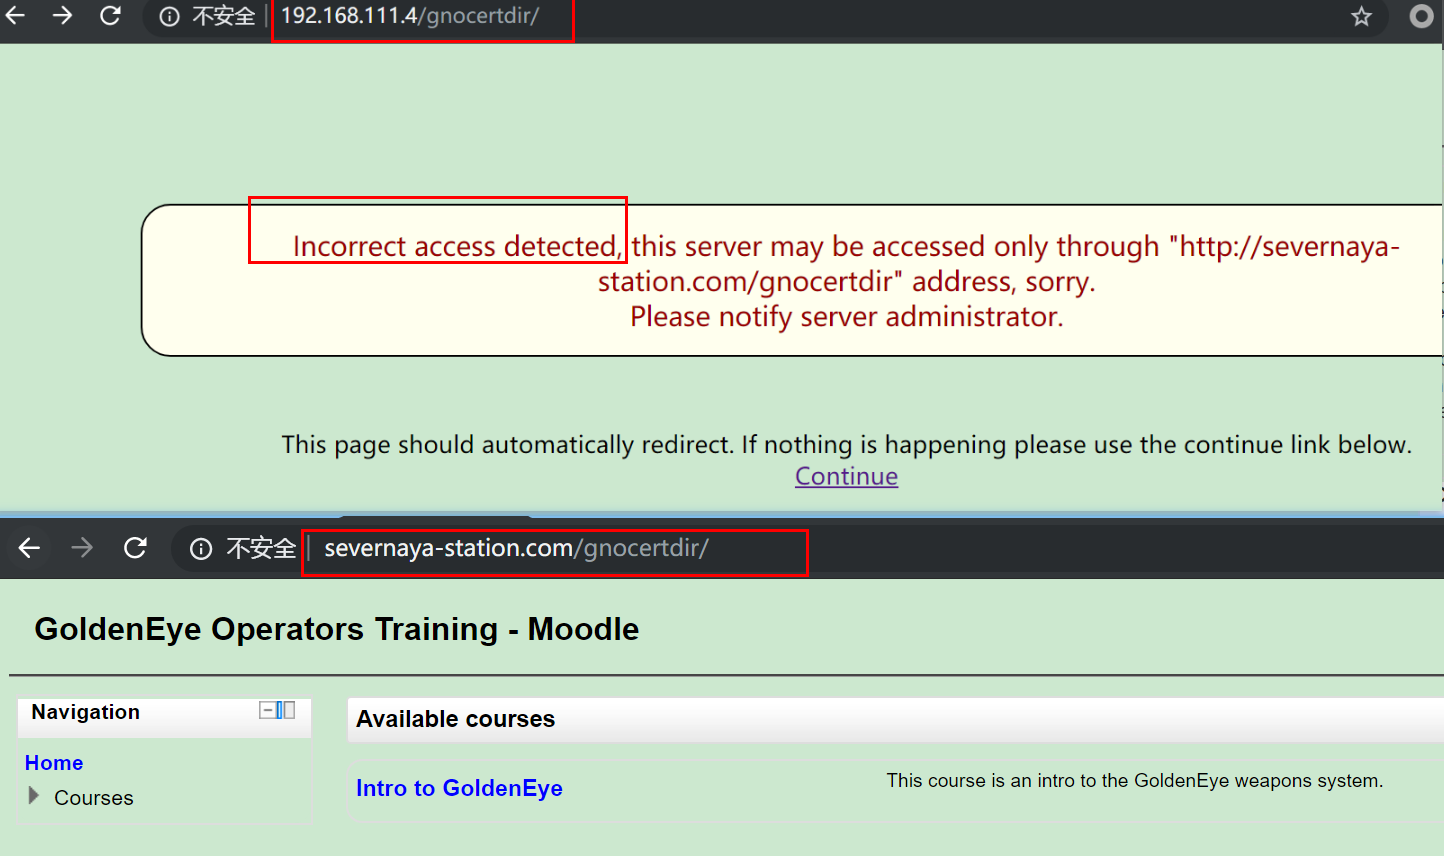 不安全 | 192.168.111.4/gnocertdir/
Incorrect access detected, this server may be accessed only through "http://severnaya-
station.com/gnocertdir" address, sorry.
Please notify server administrator.
This page should automatically redirect. If nothing is happening please use the continue link below.
Continue
不安全 | severnaya-station.com/gnocertdir/
GoldenEye Operators Training - Moodle
Navigation
Home
Courses
Available courses
Intro to GoldenEye
This course is an intro to the GoldenEye weapons system.